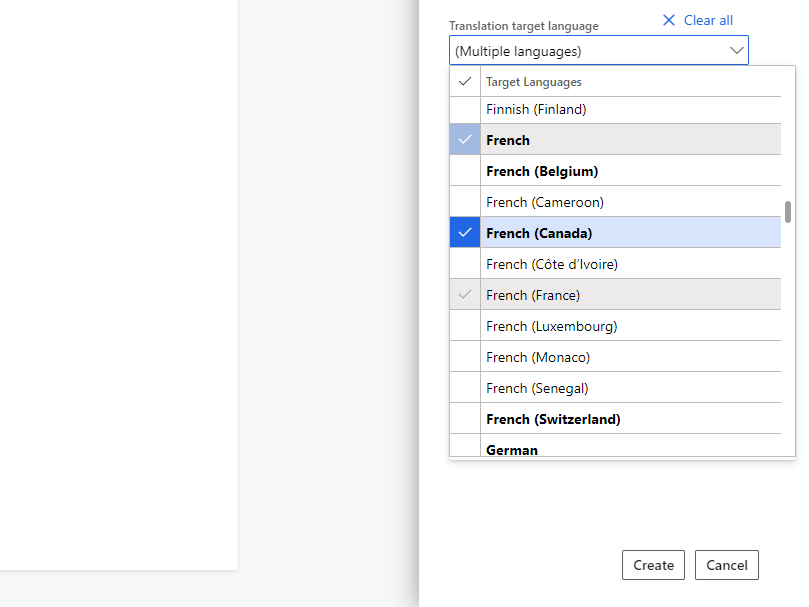 Translation target language
Clear all
(Multiple languages)
Target Languages
Finnish (Finland)
French
French (Belgium)
French (Cameroon)
French (Canada)
French (Côte d’Ivoire)
French (France)
French (Luxembourg)
French (Monaco)
French (Senegal)
French (Switzerland)
German
Create
Cancel